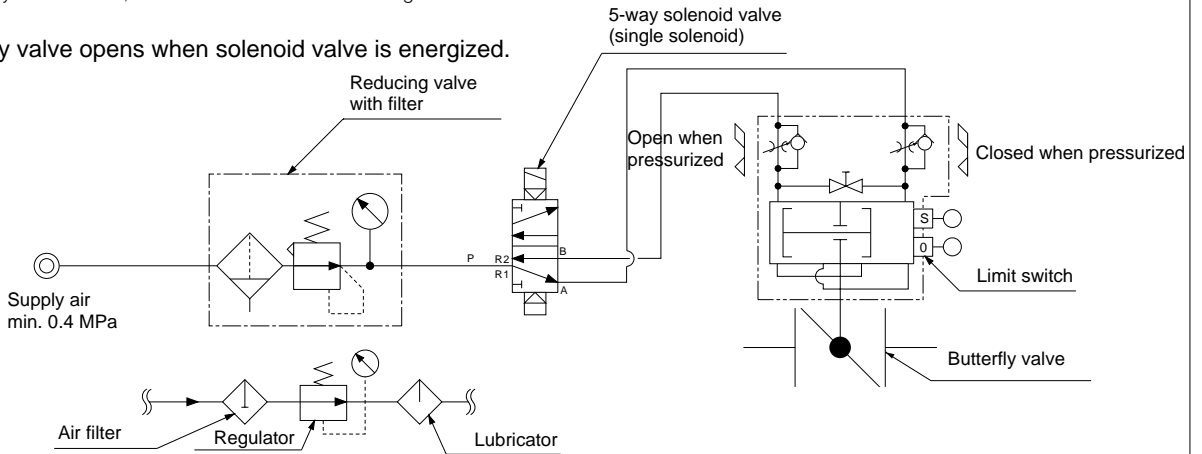 5-way solenoid valve
(single solenoid)
valve opens when solenoid valve is energized.
Reducing valve
with filter
Open when
pressurized
Closed when pressurized
S
0
P
R2
R1
B
A
Supply air
min. 0.4 MPa
Limit switch
Butterfly valve
Air filter
Regulator
Lubricator